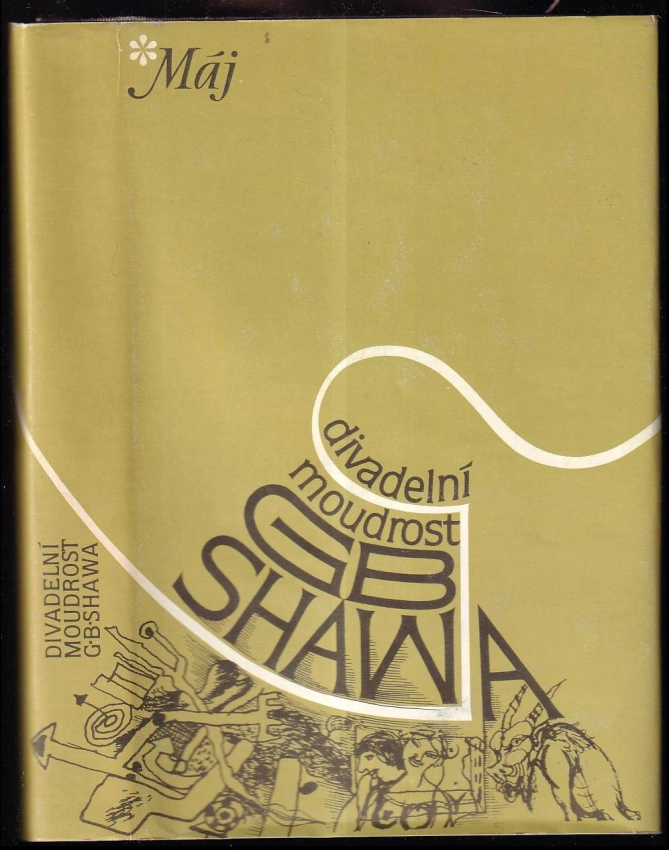 *Máj
divadelní
moudrost
GB
SHAWA
DIVADELNÍ
MOUDROST
G·B·SHAWA